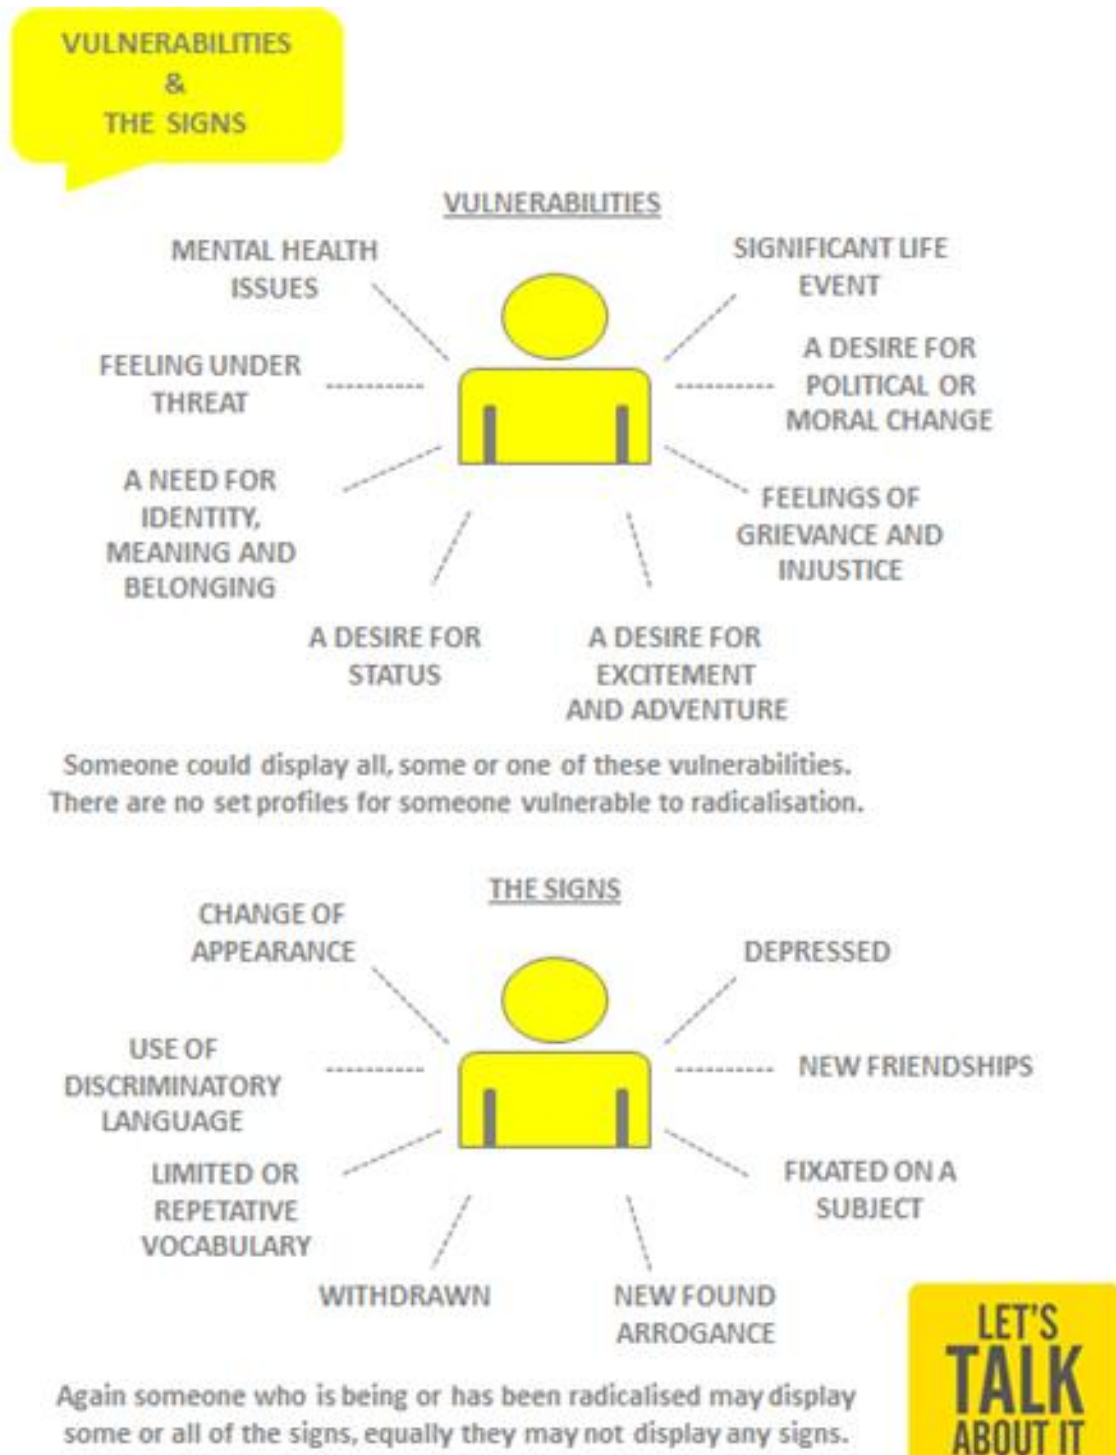 VULNERABILITIES
&
THE SIGNS
VULNERABILITIES
MENTAL HEALTH
ISSUES
SIGNIFICANT LIFE
EVENT
FEELING UNDER
THREAT
A DESIRE FOR
POLITICAL OR
MORAL CHANGE
A NEED FOR
IDENTITY,
MEANING AND
BELONGING
FEELINGS OF
GRIEVANCE AND
INJUSTICE
A DESIRE FOR
STATUS
A DESIRE FOR
EXCITEMENT
AND ADVENTURE
Someone could display all, some or one of these vulnerabilities.
There are no set profiles for someone vulnerable to radicalisation.
THE SIGNS
CHANGE OF
APPEARANCE
DEPRESSED
USE OF
DISCRIMINATORY
LANGUAGE
NEW FRIENDSHIPS
LIMITED OR
REPETATIVE
VOCABULARY
FIXATED ON A
SUBJECT
WITHDRAWN
NEW FOUND
ARROGANCE
Again someone who is being or has been radicalised may display
some or all of the signs, equally they may not display any signs.
LET'S
TALK
ABOUT IT